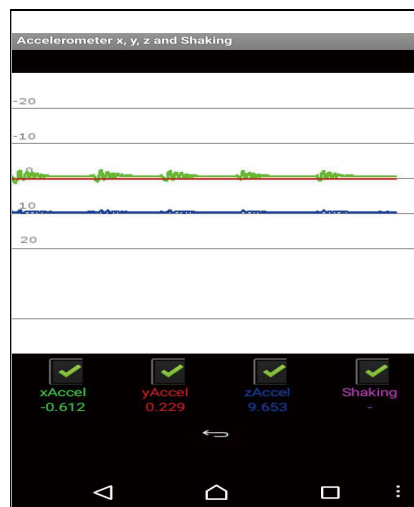 Accelerometer x, y, z and Shaking
-20
-10
0
10
20
xAccel yAccel zAccel Shaking
-0.612 0.229 9.653 -